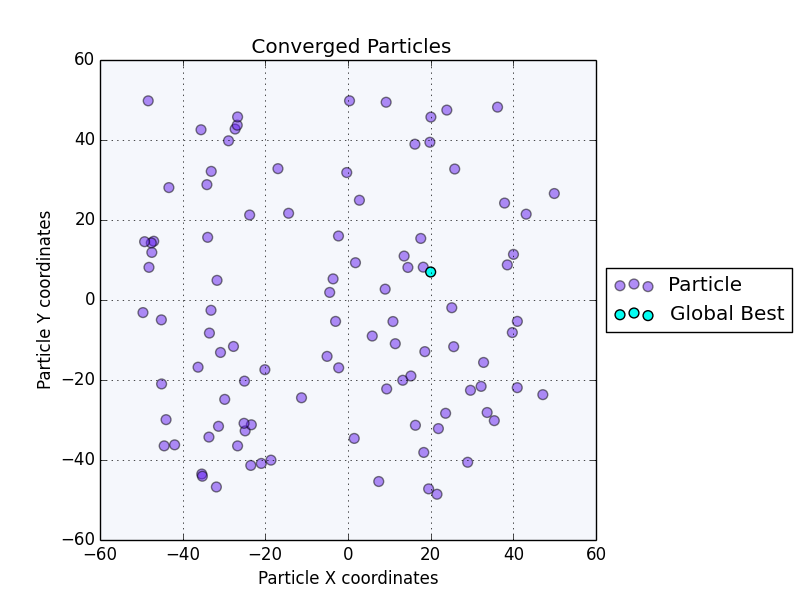 Converged Particles
60
40
20
0
−20
−40
−60
−60 −40 −20 0 20 40 60
Particle X coordinates
Particle Y coordinates
Particle
Global Best